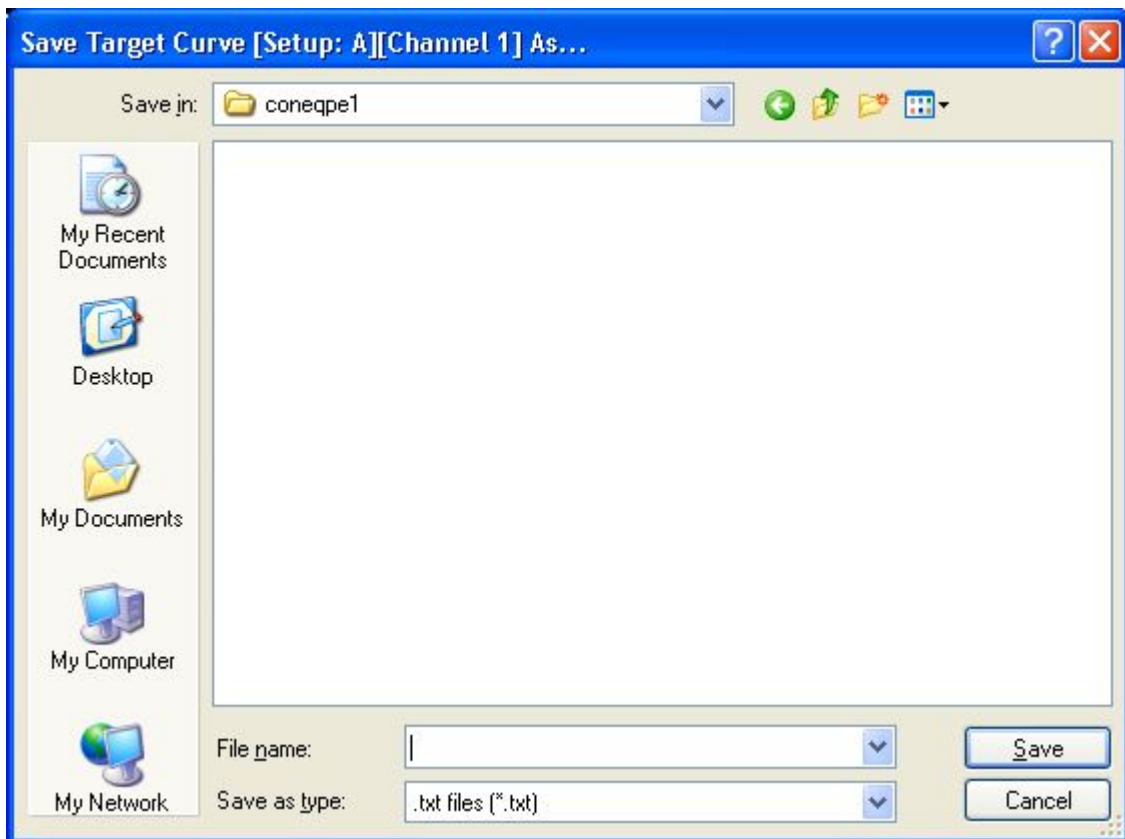 Save Target Curve [Setup: A][Channel 1] As...
Save in:
coneqpe1
My Recent
Documents
Desktop
My Documents
My Computer
My Network
File name:
Save
Save as type:
.txt files (*.txt)
Cancel